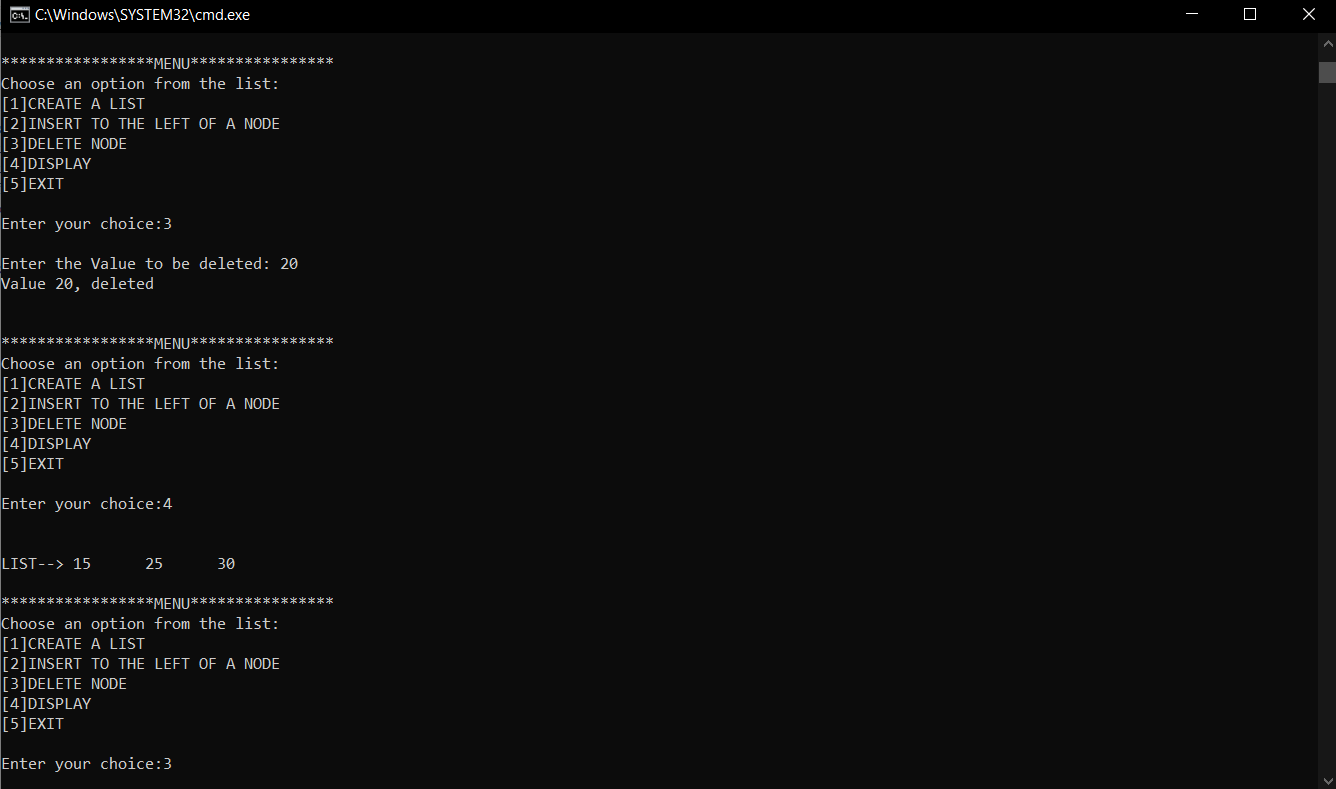 C:\Windows\SYSTEM32\cmd.exe
*****************MENU****************
Choose an option from the list:
[1]CREATE A LIST
[2]INSERT TO THE LEFT OF A NODE
[3]DELETE NODE
[4]DISPLAY
[5]EXIT
Enter your choice:3
Enter the Value to be deleted: 20
Value 20, deleted
*****************MENU****************
Choose an option from the list:
[1]CREATE A LIST
[2]INSERT TO THE LEFT OF A NODE
[3]DELETE NODE
[4]DISPLAY
[5]EXIT
Enter your choice:4
LIST--> 15      25      30
*****************MENU****************
Choose an option from the list:
[1]CREATE A LIST
[2]INSERT TO THE LEFT OF A NODE
[3]DELETE NODE
[4]DISPLAY
[5]EXIT
Enter your choice:3